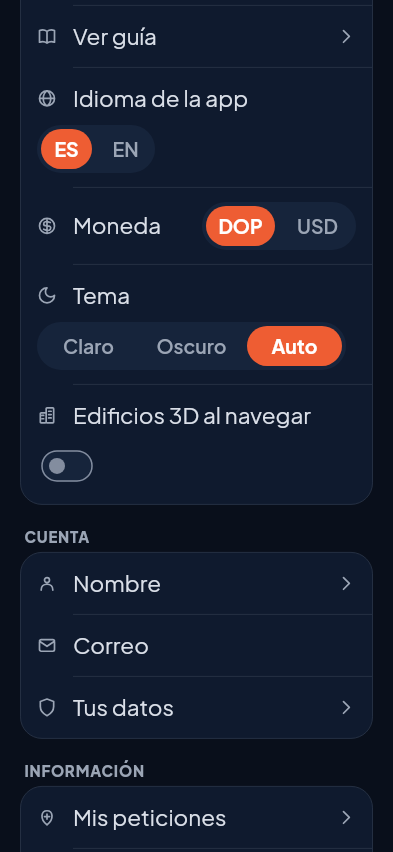 Ver guía
Idioma de la app
ES EN
Moneda DOP USD
Tema
Claro Oscuro Auto
Edificios 3D al navegar
CUENTA
Nombre
Correo
Tus datos
INFORMACIÓN
Mis peticiones